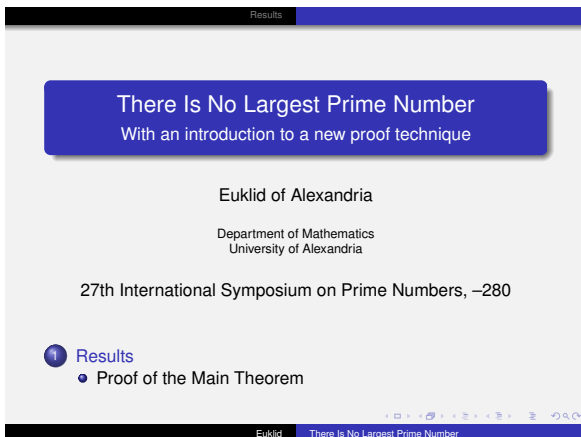 Results
There Is No Largest Prime Number
With an introduction to a new proof technique
Euklid of Alexandria
Department of Mathematics
University of Alexandria
27th International Symposium on Prime Numbers, –280
1 Results
Proof of the Main Theorem
Euklid There Is No Largest Prime Number